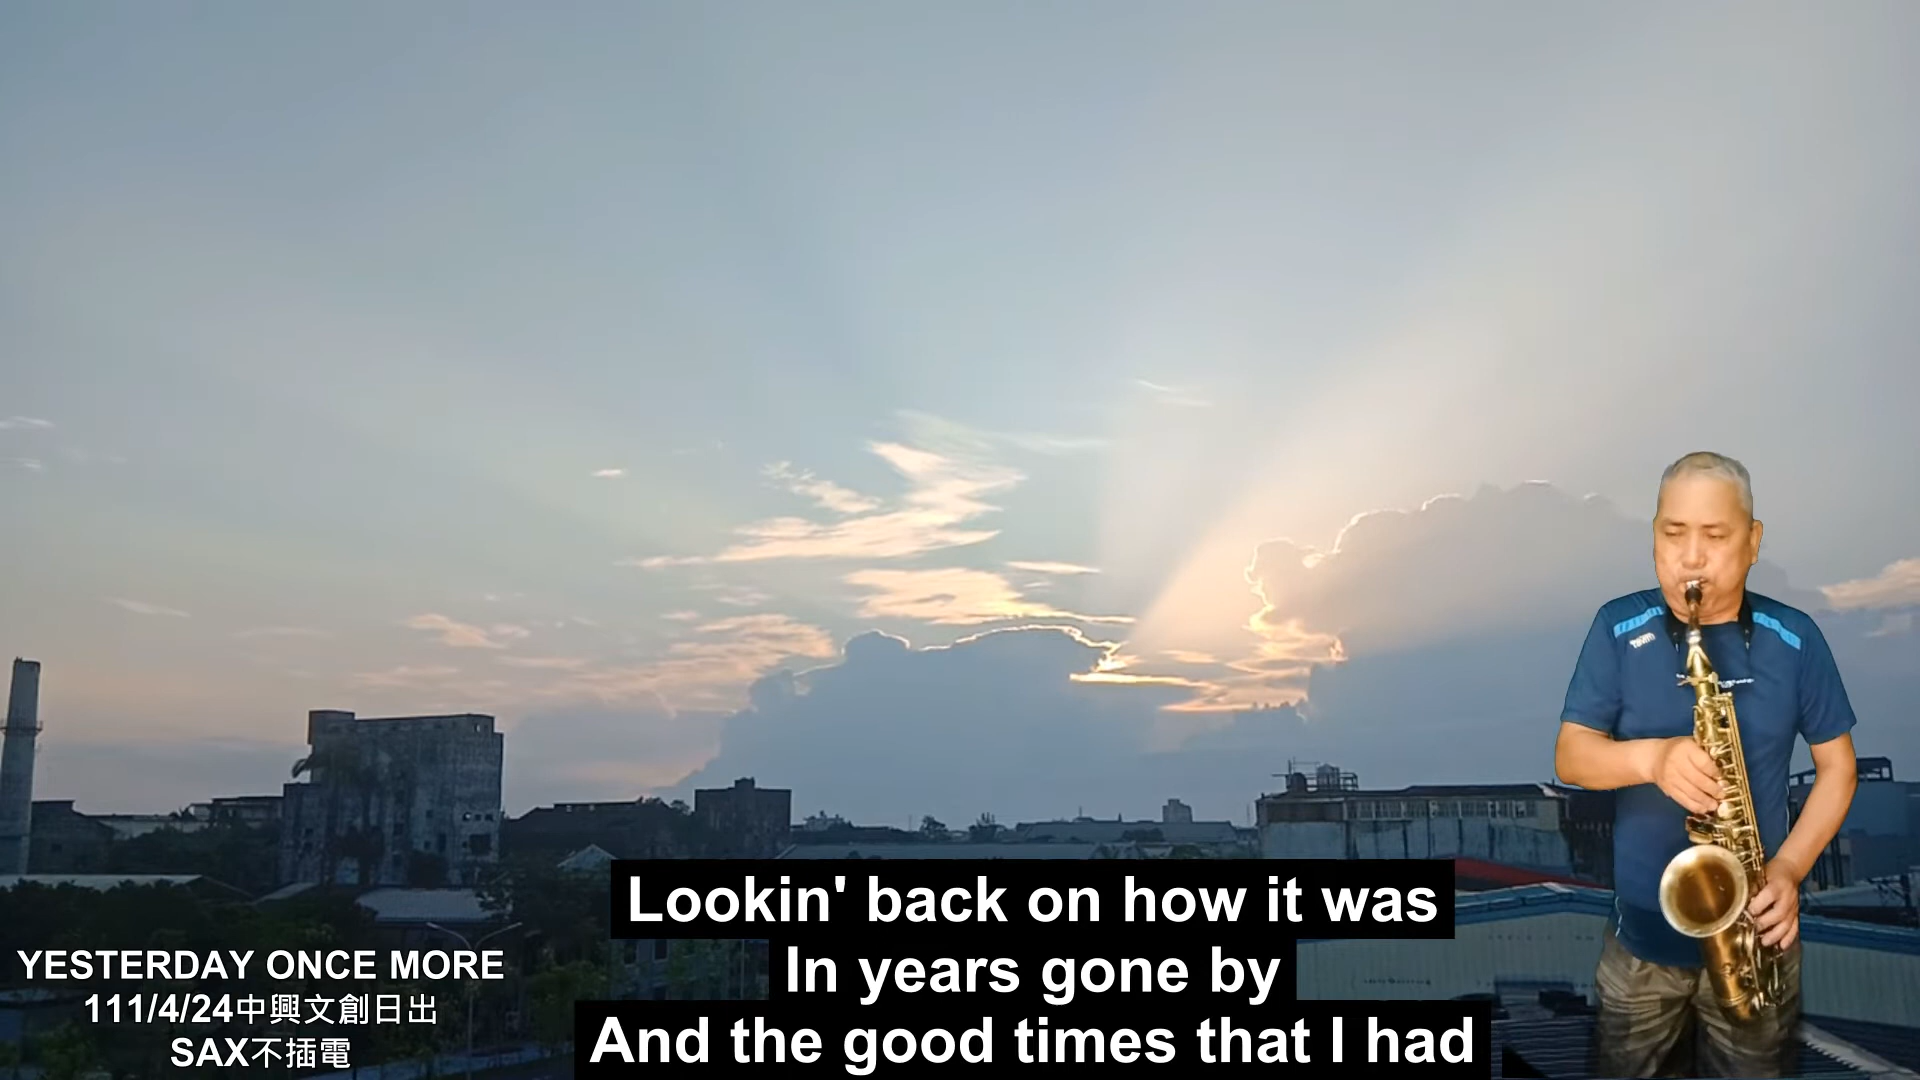 YESTERDAY ONCE MORE
111/4/24中興文創日出
SAX不插電
Lookin' back on how it was
In years gone by
And the good times that I had